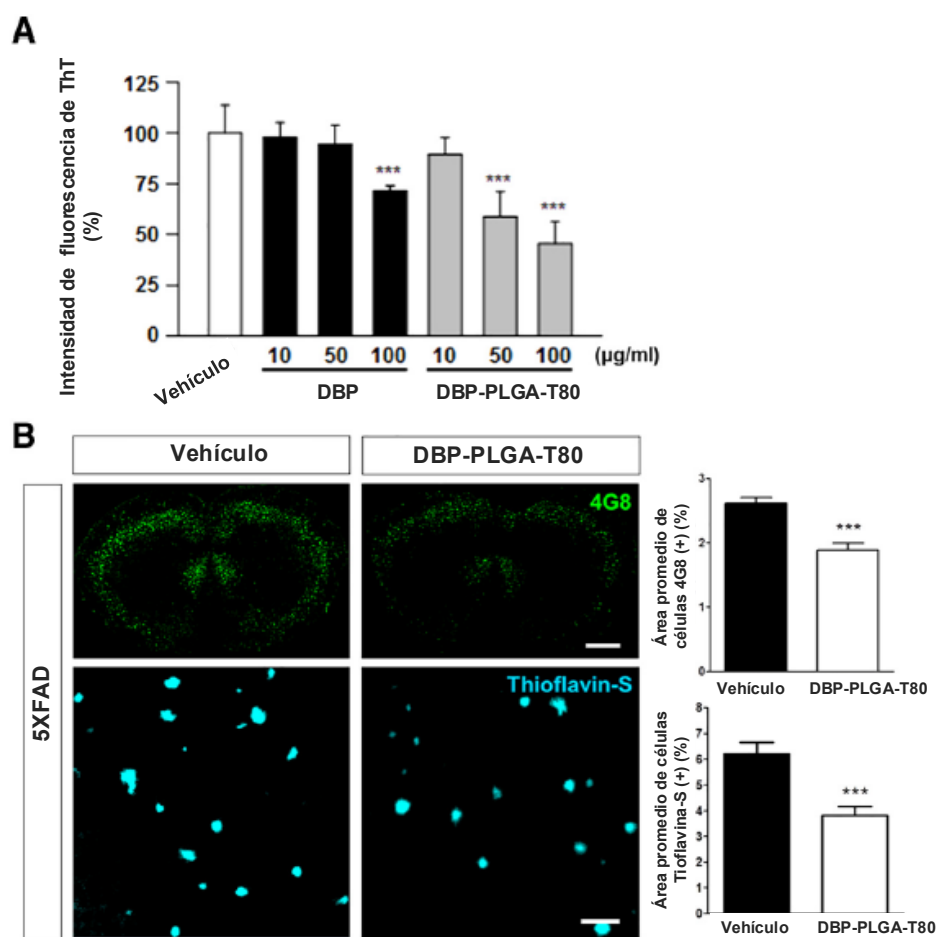 A
Intensidad de fluorescencia de ThT
(%)
125
100
75
50
25
0
***
***
***
Vehículo
10 50 100 10 50 100 (µg/ml)
DBP DBP-PLGA-T80
B
Vehículo DBP-PLGA-T80
5XFAD
4G8
Thioflavin-S
Área promedio de
células 4G8 (+) (%)
3
2
1
0
***
Vehículo DBP-PLGA-T80
Área promedio de células
Tioflavina-S (+) (%)
8
7
6
5
4
3
2
1
0
***
Vehículo DBP-PLGA-T80